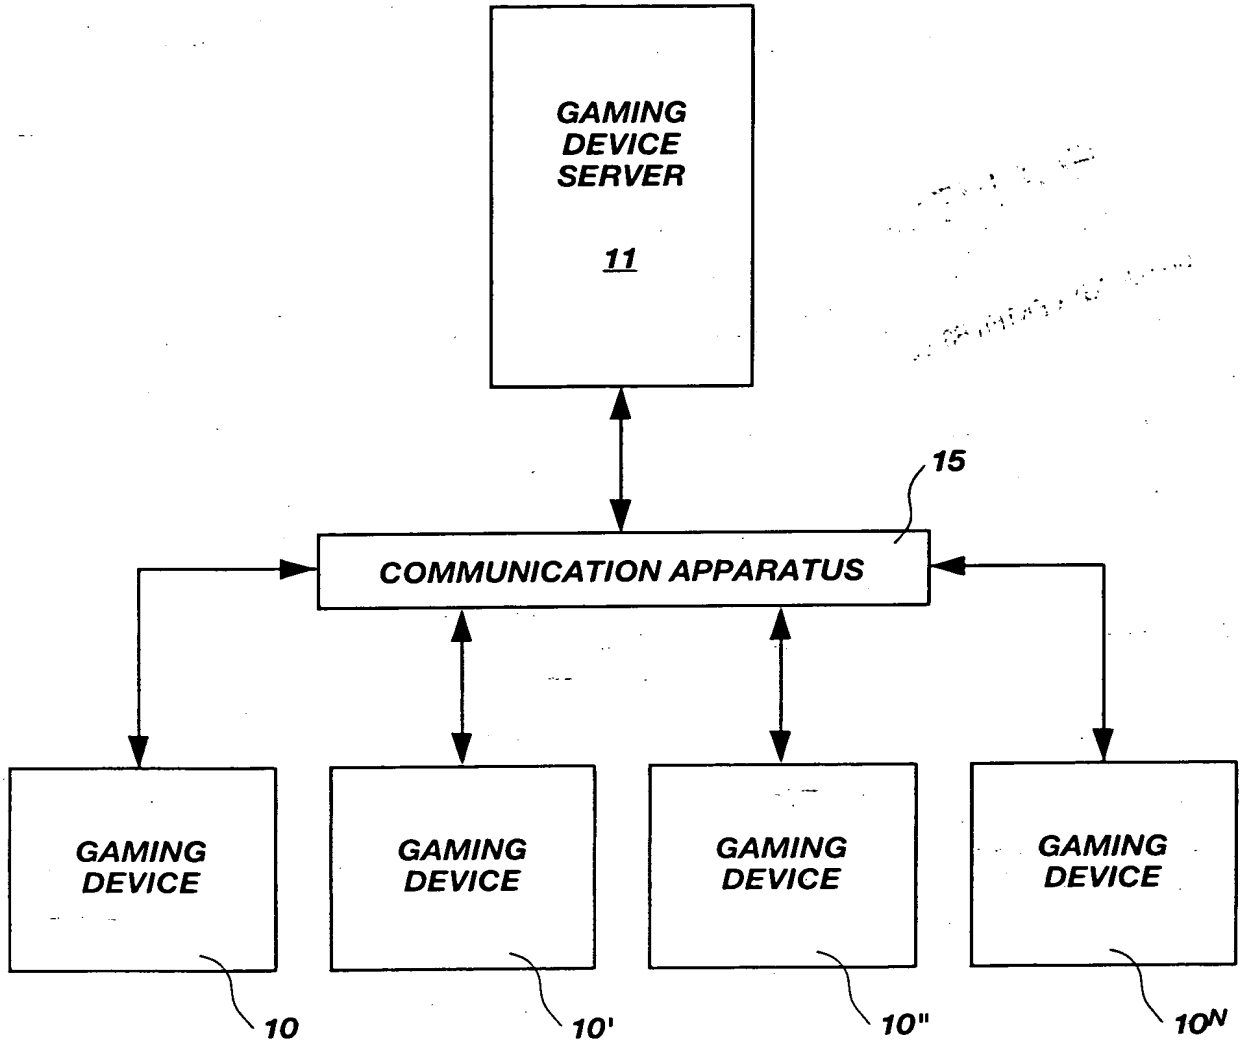 GAMING
DEVICE
SERVER
11
15
COMMUNICATION APPARATUS
GAMING
DEVICE
GAMING
DEVICE
GAMING
DEVICE
GAMING
DEVICE
10
10'
10"
10N